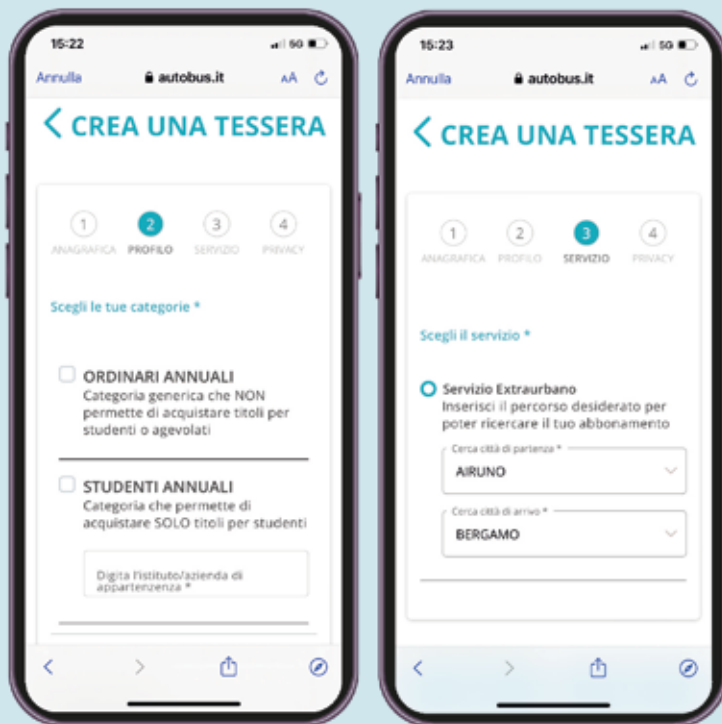 15:22
5G
Annulla
autobus.it
AA
CREA UNA TESSERA
1
2
3
4
ANAGRAFICA
PROFILO
SERVIZIO
PRIVACY
Scegli le tue categorie *
ORDINARI ANNUALI
Categoria generica che NON
permette di acquistare titoli per
studenti o agevolati
STUDENTI ANNUALI
Categoria che permette di
acquistare SOLO titoli per studenti
Digita l'istituto/azienda di
appartenzenza *
15:23
5G
Annulla
autobus.it
AA
CREA UNA TESSERA
1
2
3
4
ANAGRAFICA
PROFILO
SERVIZIO
PRIVACY
Scegli il servizio *
Servizio Extraurbano
Inserisci il percorso desiderato per
poter ricercare il tuo abbonamento
Cerca città di partenza *
AIRUNO
Cerca città di arrivo *
BERGAMO